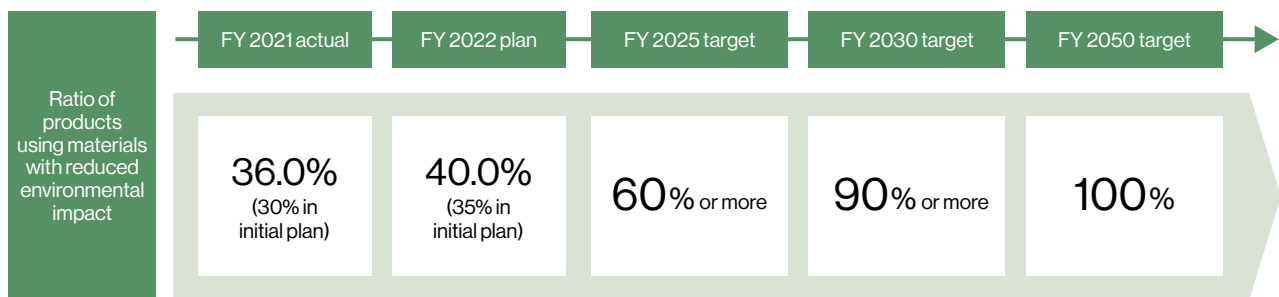 FY 2021 actual
FY 2022 plan
FY 2025 target
FY 2030 target
FY 2050 target
Ratio of
products
using materials
with reduced
environmental
impact
36.0%
(30% in
initial plan)
40.0%
(35% in
initial plan)
60% or more
90% or more
100%